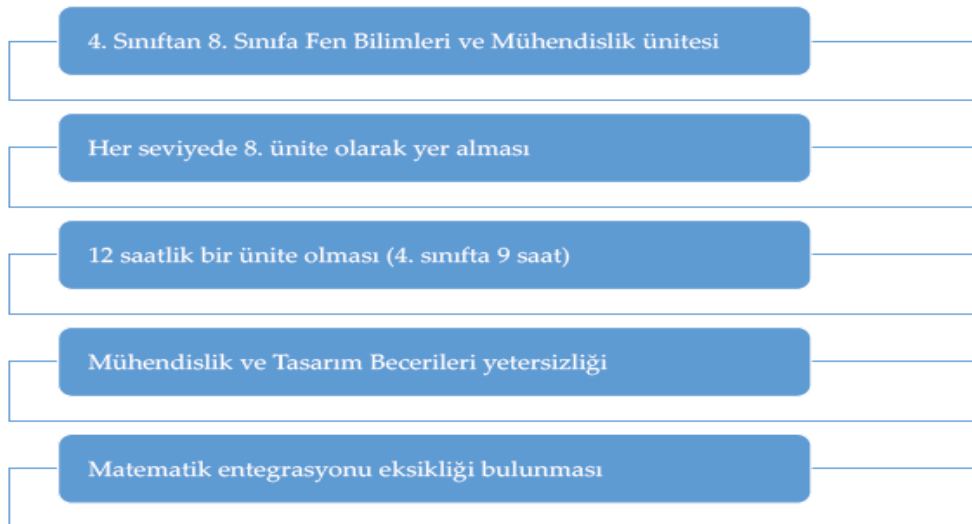 4. Sınıftan 8. Sınıfa Fen Bilimleri ve Mühendislik ünitesi
Her seviyede 8. ünite olarak yer alması
12 saatlik bir ünite olması (4. sınıfta 9 saat)
Mühendislik ve Tasarım Becerileri yetersizliği
Matematik entegrasyonu eksikliği bulunması